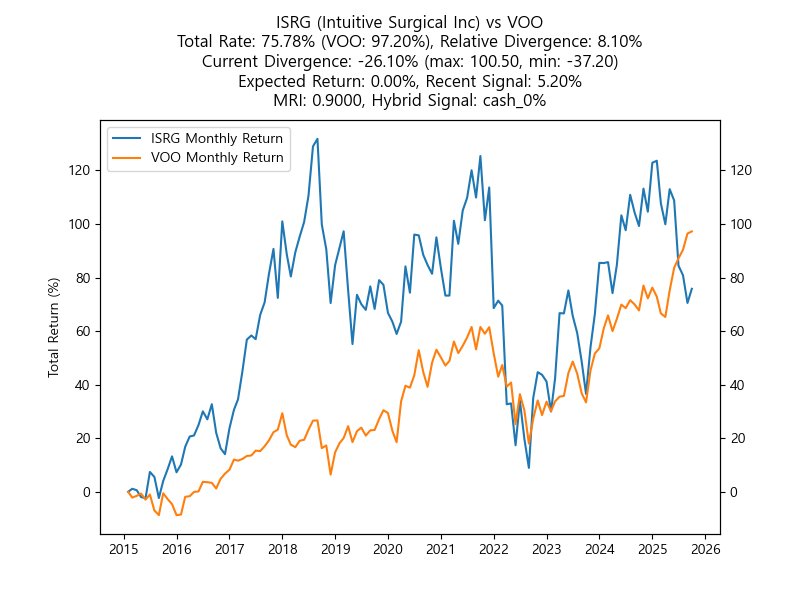 ISRG (Intuitive Surgical Inc) vs VOO
Total Rate: 75.78% (VOO: 97.20%), Relative Divergence: 8.10%
Current Divergence: -26.10% (max: 100.50, min: -37.20)
Expected Return: 0.00%, Recent Signal: 5.20%
MRI: 0.9000, Hybrid Signal: cash_0%
ISRG Monthly Return
VOO Monthly Return
Total Return (%)
120 120
100 100
80 80
60 60
40 40
20 20
0 0
2015 2016 2017 2018 2019 2020 2021 2022 2023 2024 2025 2026